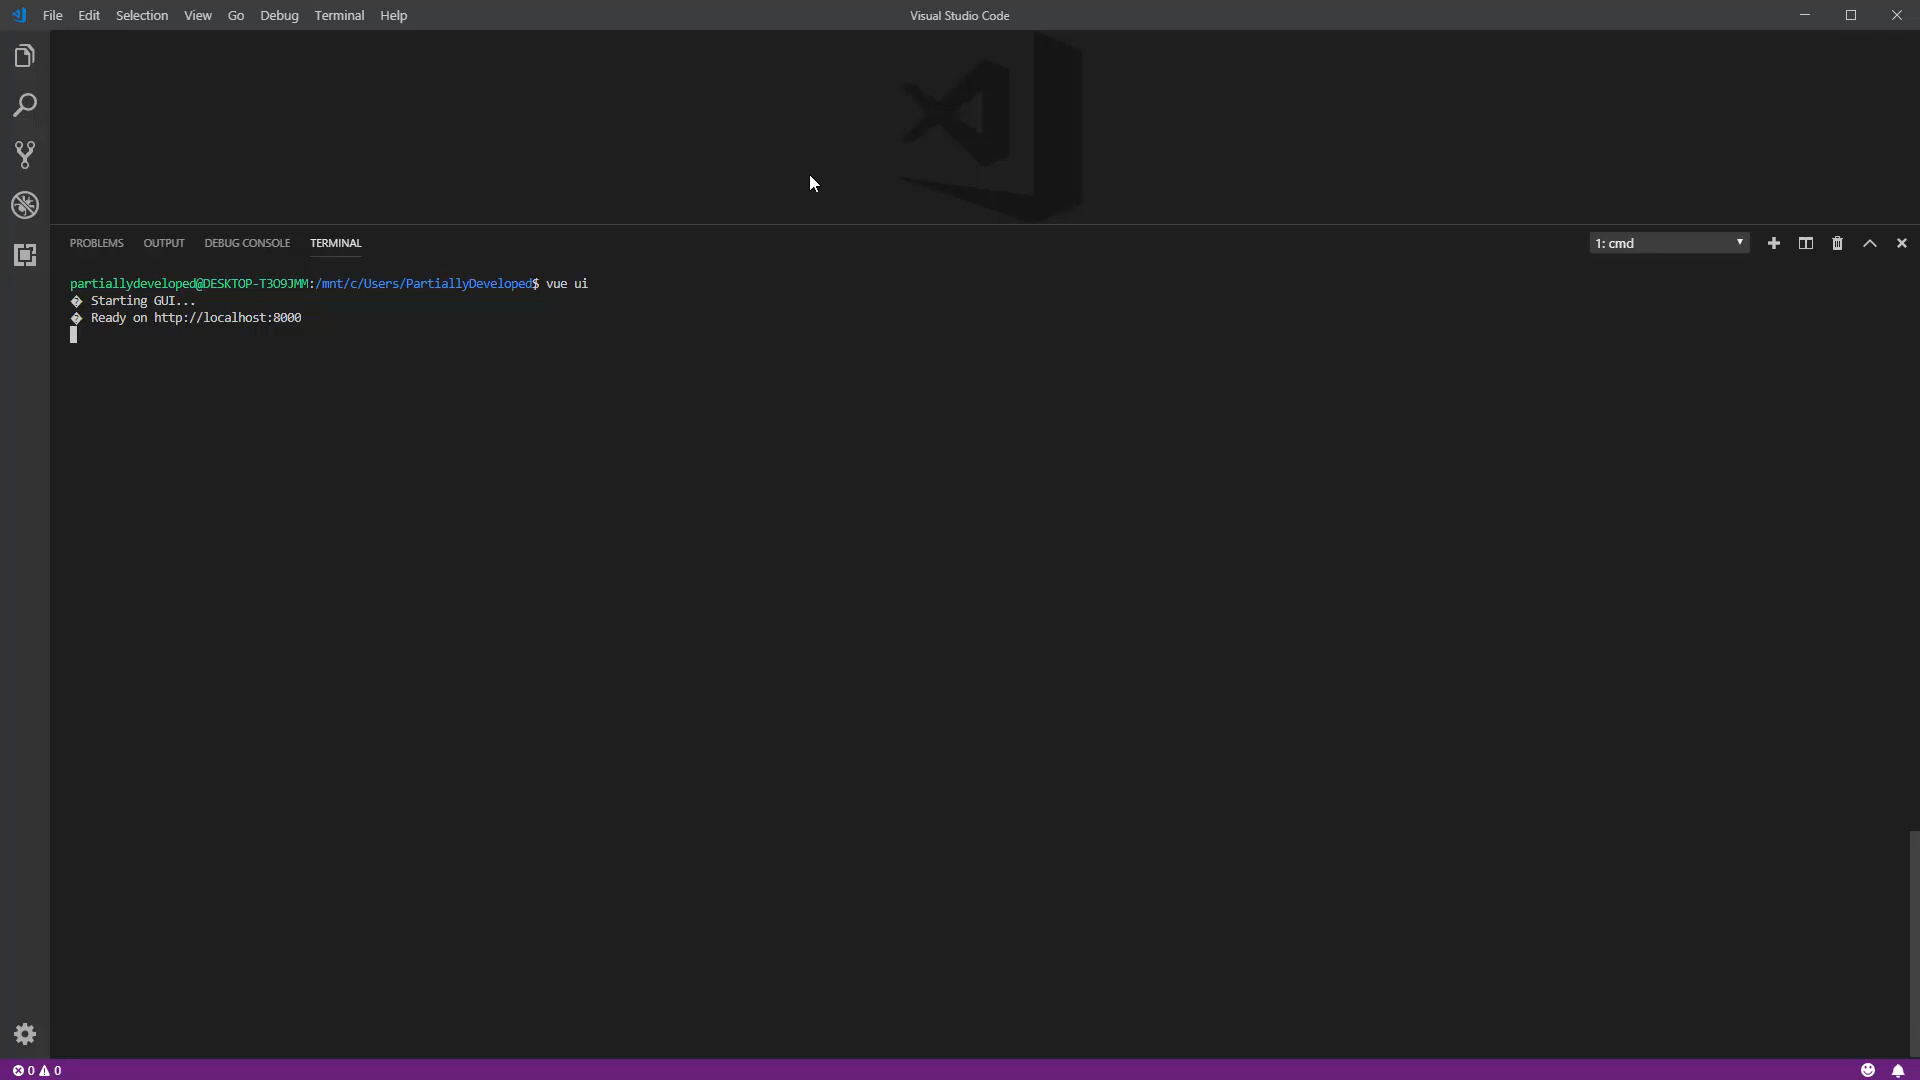 File Edit Selection View Go Debug Terminal Help
Visual Studio Code
PROBLEMS OUTPUT DEBUG CONSOLE TERMINAL
1: cmd
partiallydeveloped@DESKTOP-T3O9JMM:/mnt/c/Users/PartiallyDeveloped$ vue ui
� Starting GUI...
� Ready on http://localhost:8000
0 0